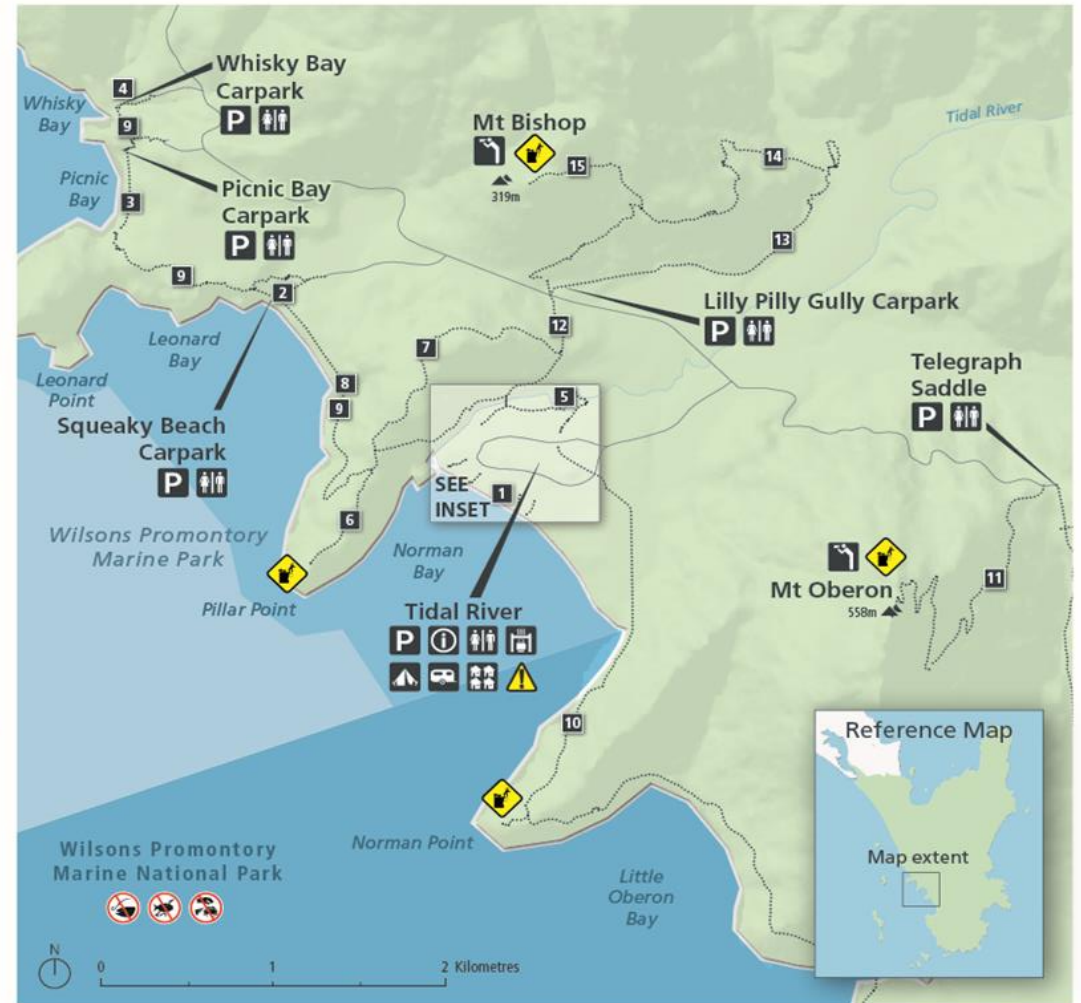 Whisky Bay
Carpark
P
4
Whisky
Bay
9
Picnic
Bay
3
Picnic Bay
Carpark
P
Mt Bishop
319m
15
14
13
Tidal River
9
2
Lilly Pilly Gully Carpark
P
12
7
Leonard
Bay
Leonard
Point
8
9
5
Telegraph
Saddle
P
Squeaky Beach
Carpark
P
SEE
INSET
1
6
Wilsons Promontory
Marine Park
Norman
Bay
Pillar Point
Tidal River
P
i
Mt Oberon
558m
11
10
Norman Point
Little
Oberon
Bay
Wilsons Promontory
Marine National Park
N
0 1 2 Kilometres
Reference Map
Map extent